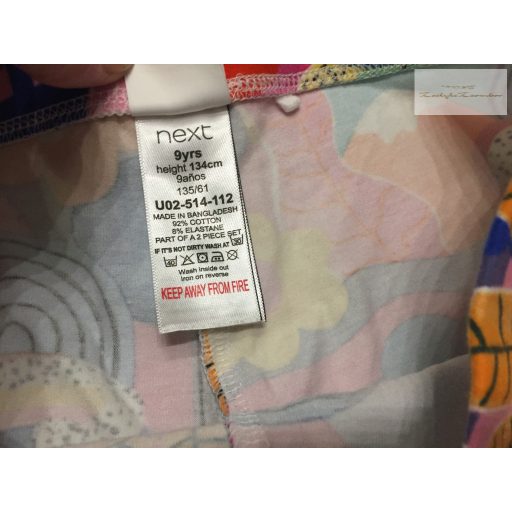 next
9yrs
height 134cm
9años
135/61
U02-514-112
MADE IN BANGLADESH
92% COTTON
8% ELASTANE
PART OF A 2 PIECE SET
IF IT'S NOT DIRTY WASH AT 30
40
Wash inside out
Iron on reverse
KEEP AWAY FROM FIRE